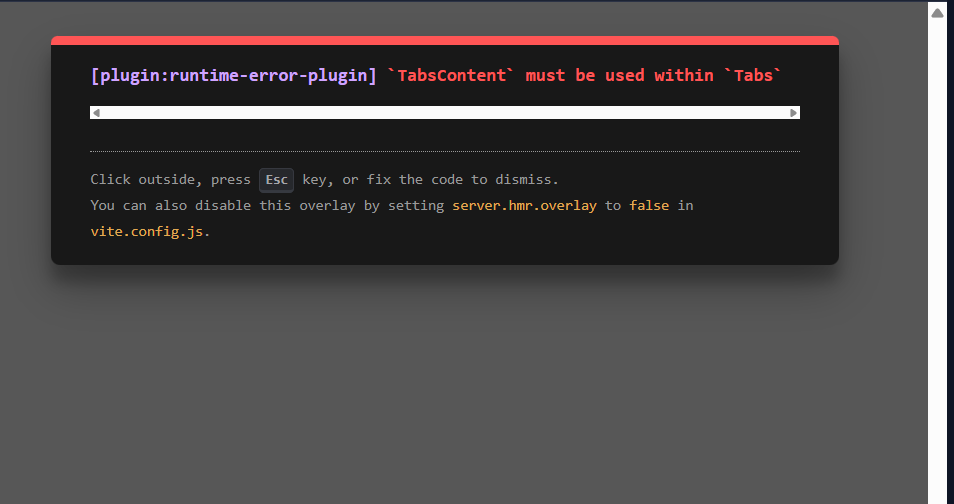 [plugin:runtime-error-plugin] `TabsContent` must be used within `Tabs`
Click outside, press Esc key, or fix the code to dismiss.
You can also disable this overlay by setting server.hmr.overlay to false in
vite.config.js.